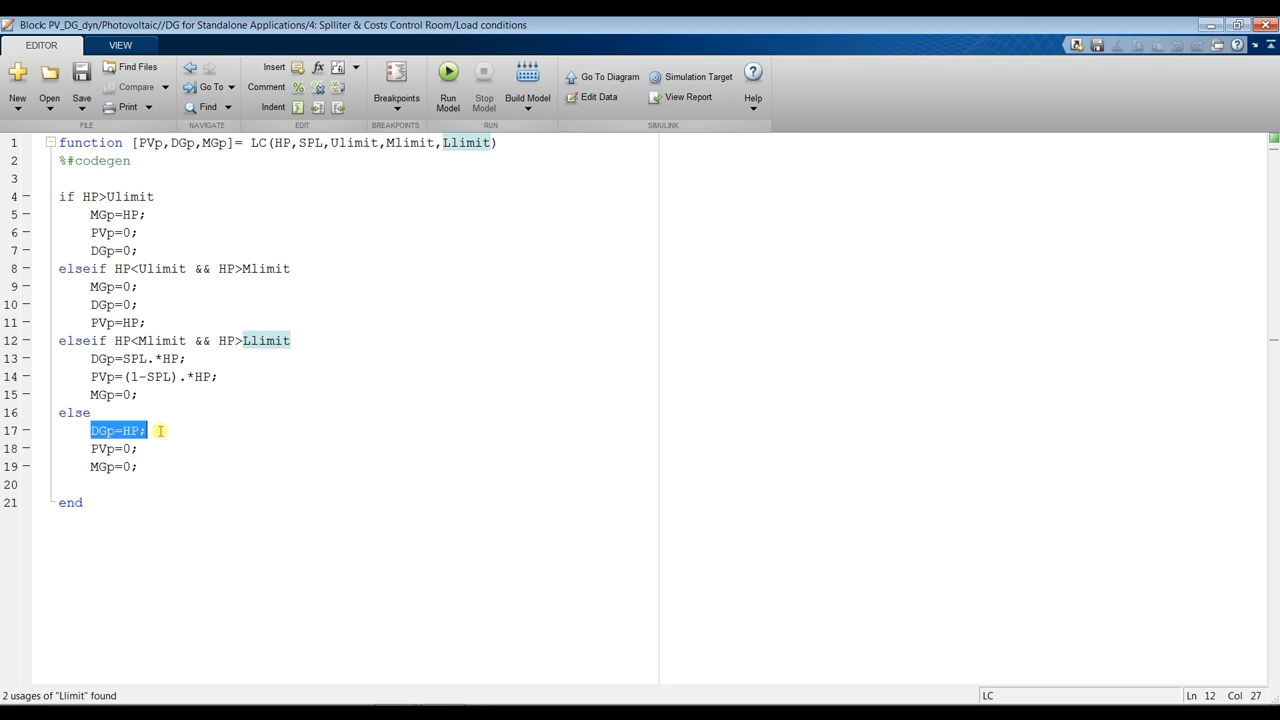 Block: PV_DG_dyn/Photovoltaic//DG for Standalone Applications/4: Splliter & Costs Control Room/Load conditions
EDITOR VIEW
New Open Save Find Files Compare Print
Go To Find
Insert Comment Indent
Breakpoints
Run Model Stop Model Build Model
Go To Diagram Simulation Target
Edit Data View Report
Help
FILE NAVIGATE EDIT BREAKPOINTS RUN SIMULINK
1 function [PVp,DGp,MGp]= LC(HP,SPL,Ulimit,Mlimit,Llimit)
2 %#codegen
3
4 if HP>Ulimit
5 MGp=HP;
6 PVp=0;
7 DGp=0;
8 elseif HP<Ulimit && HP>Mlimit
9 MGp=0;
10 DGp=0;
11 PVp=HP;
12 elseif HP<Mlimit && HP>Llimit
13 DGp=SPL.*HP;
14 PVp=(1-SPL).*HP;
15 MGp=0;
16 else
17 DGp=HP;
18 PVp=0;
19 MGp=0;
20
21 end
2 usages of "Llimit" found LC Ln 12 Col 27